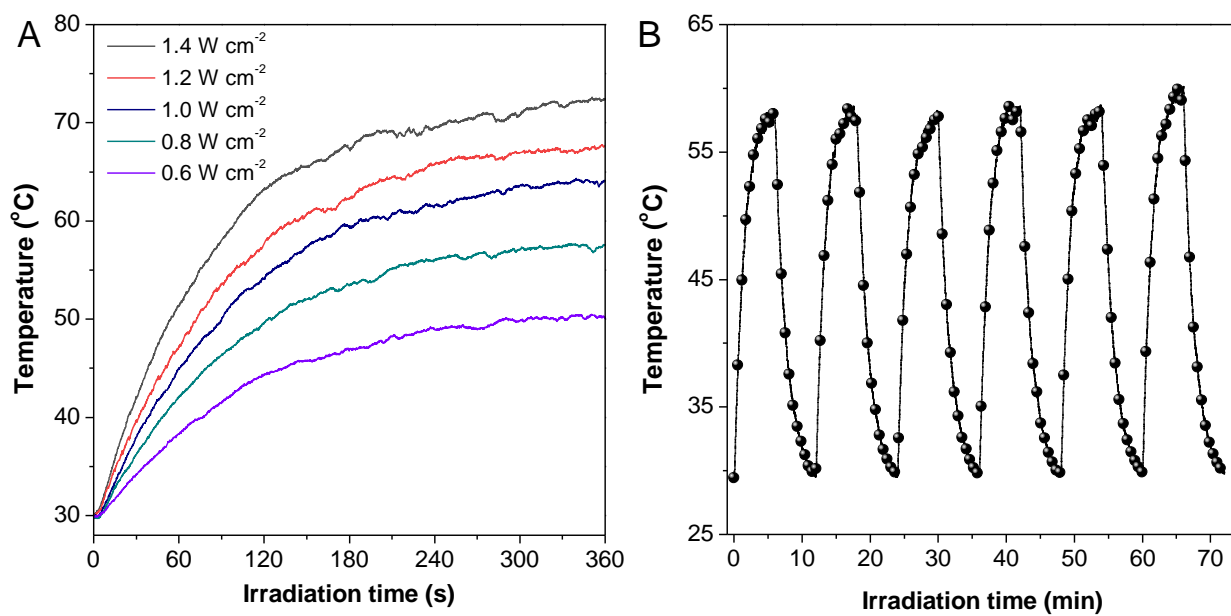 A
1.4 W cm⁻²
1.2 W cm⁻²
1.0 W cm⁻²
0.8 W cm⁻²
0.6 W cm⁻²
80
70
60
50
40
30
Temperature (°C)
0 60 120 180 240 300 360
Irradiation time (s)
B
65
55
45
35
25
Temperature (°C)
0 10 20 30 40 50 60 70
Irradiation time (min)